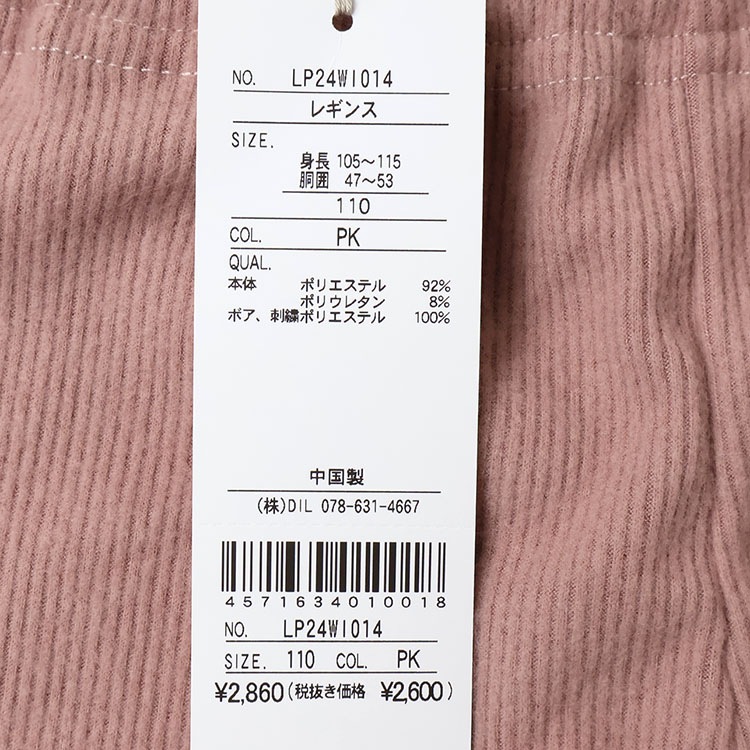 NO. LP24WI014
レギンス
SIZE.
身長 105～115
胴囲 47～53
110
COL. PK
QUAL.
本体 ポリエステル 92%
ポリウレタン 8%
ボア、刺繍ポリエステル 100%
中国製
(株)DIL 078-631-4667
4571634010018
NO. LP24WI014
SIZE. 110 COL. PK
¥2,860(税抜き価格 ¥2,600)